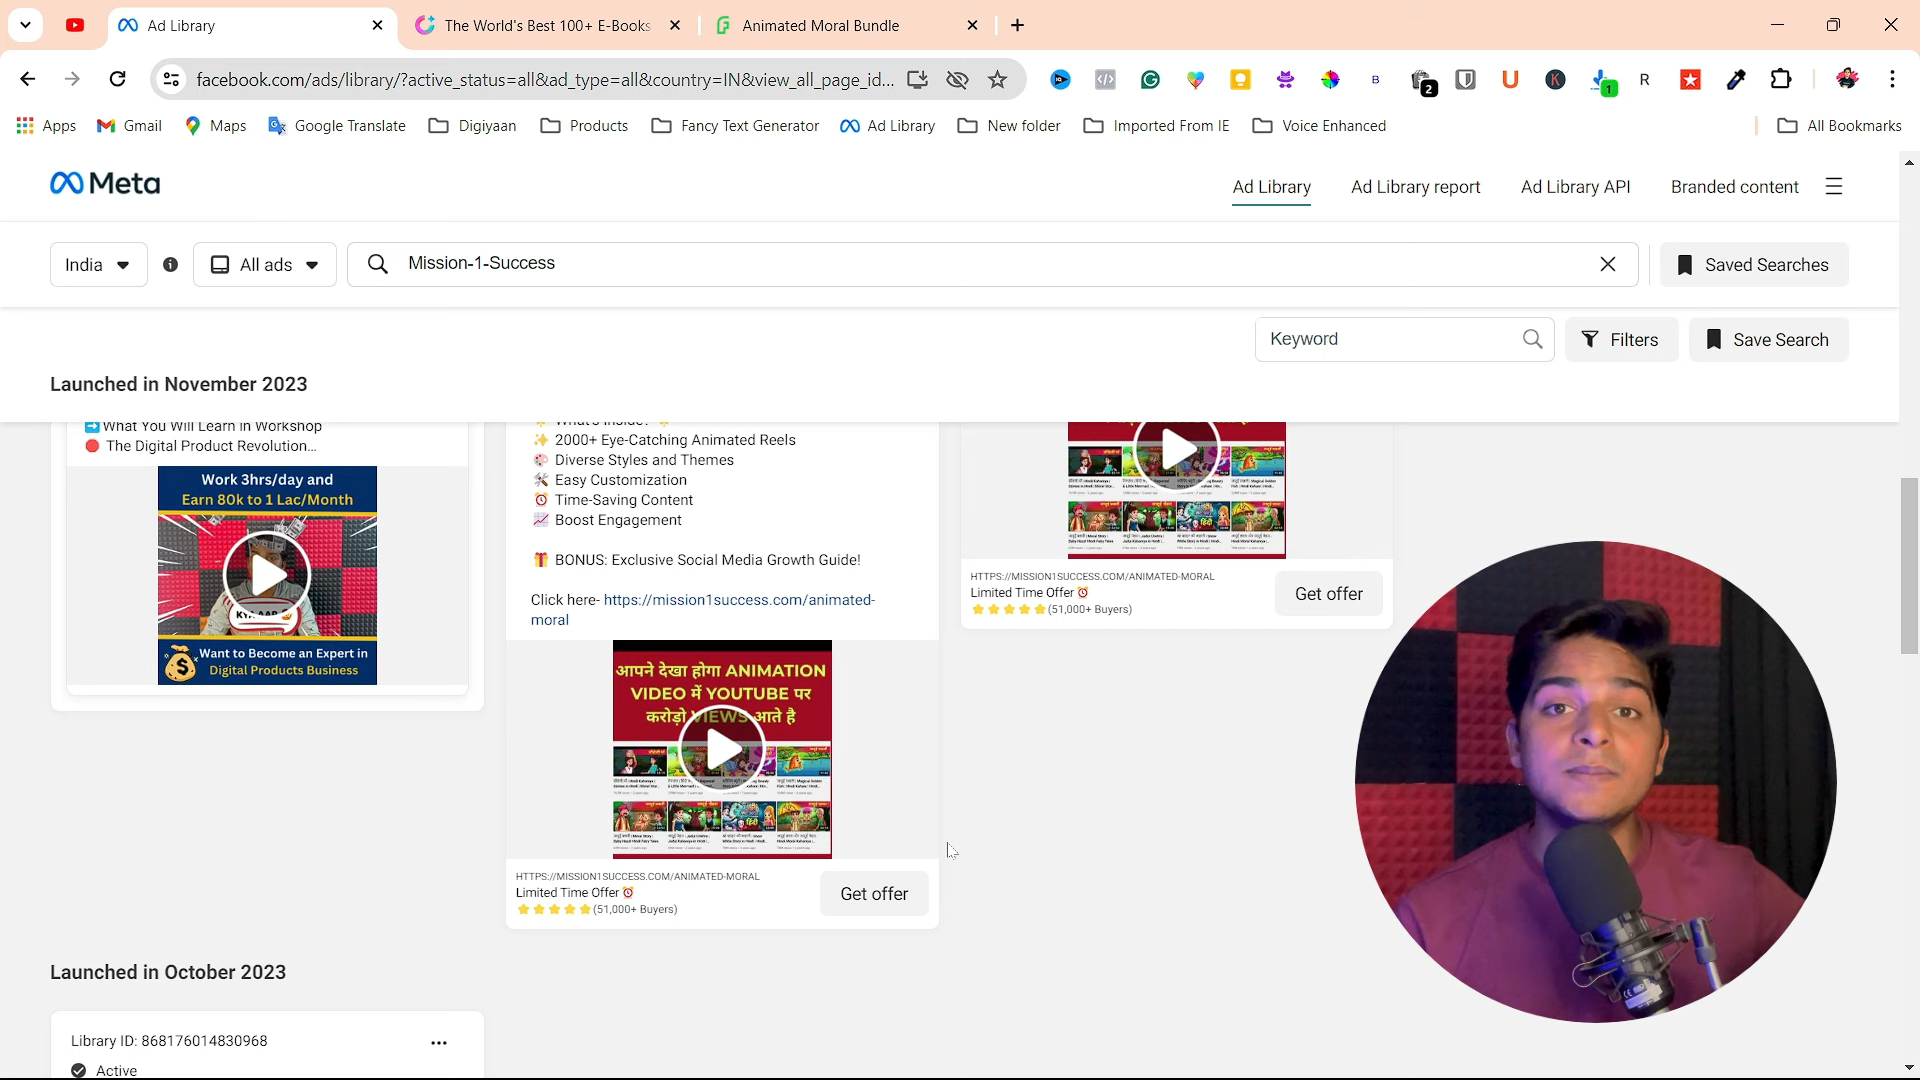 Ad Library
The World's Best 100+ E-Books
Animated Moral Bundle
facebook.com/ads/library/?active_status=all&ad_type=all&country=IN&view_all_page_id...
2
B
U
K
1
R
Apps
Gmail
Maps
Google Translate
Digiyaan
Products
Fancy Text Generator
Ad Library
New folder
Imported From IE
Voice Enhanced
All Bookmarks
Meta
Ad Library
Ad Library report
Ad Library API
Branded content
India
All ads
Mission-1-Success
Saved Searches
Keyword
Filters
Save Search
Launched in November 2023
What You Will Learn in Workshop
The Digital Product Revolution...
Work 3hrs/day and
Earn 80k to 1 Lac/Month
Want to Become an Expert in
Digital Products Business
What's Inside?
2000+ Eye-Catching Animated Reels
Diverse Styles and Themes
Easy Customization
Time-Saving Content
Boost Engagement
BONUS: Exclusive Social Media Growth Guide!
Click here- https://mission1success.com/animated-
moral
आपने देखा होगा ANIMATION
VIDEO में YOUTUBE पर
करोड़ो VIEWS आते है
HTTPS://MISSION1SUCCESS.COM/ANIMATED-MORAL
Limited Time Offer
(51,000+ Buyers)
Get offer
HTTPS://MISSION1SUCCESS.COM/ANIMATED-MORAL
Limited Time Offer
(51,000+ Buyers)
Get offer
Launched in October 2023
Library ID: 868176014830968
Active